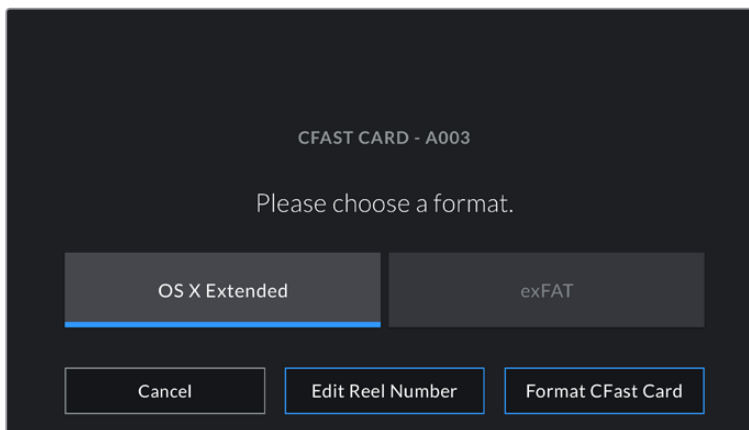 CFAST CARD - A003
Please choose a format.
OS X Extended exFAT
Cancel Edit Reel Number Format CFast Card